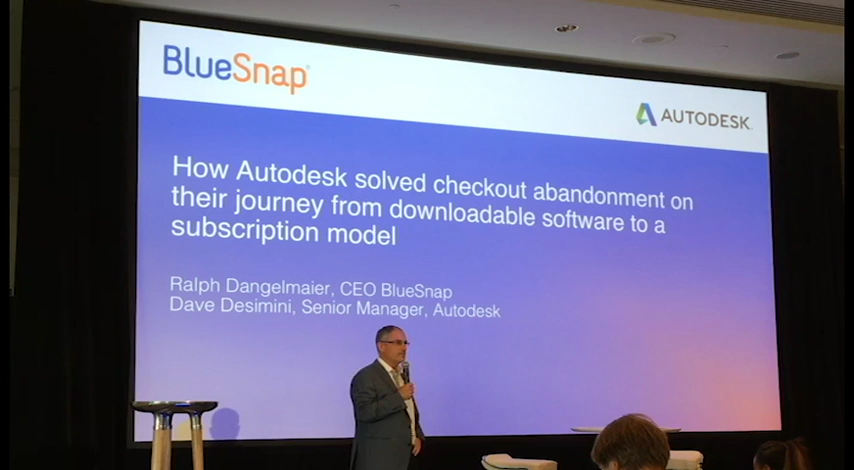 BlueSnap®
AUTODESK.
How Autodesk solved checkout abandonment on
their journey from downloadable software to a
subscription model
Ralph Dangelmaier, CEO BlueSnap
Dave Desimini, Senior Manager, Autodesk